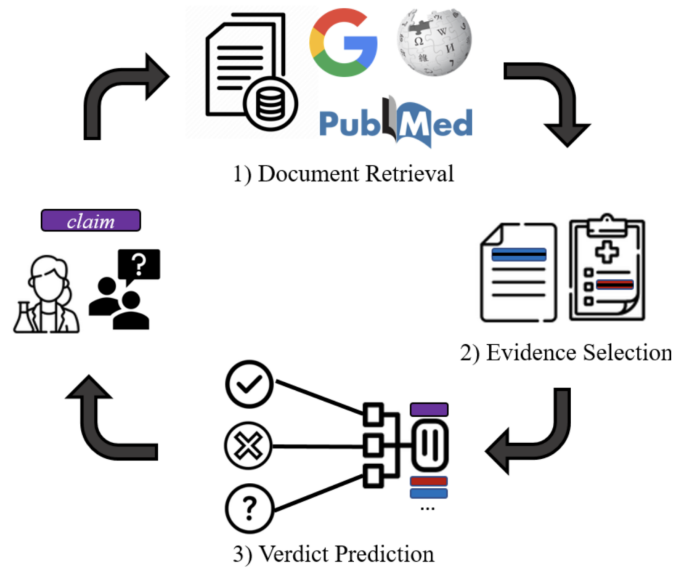 PubMed
1) Document Retrieval
claim
?
2) Evidence Selection
?
...
3) Verdict Prediction